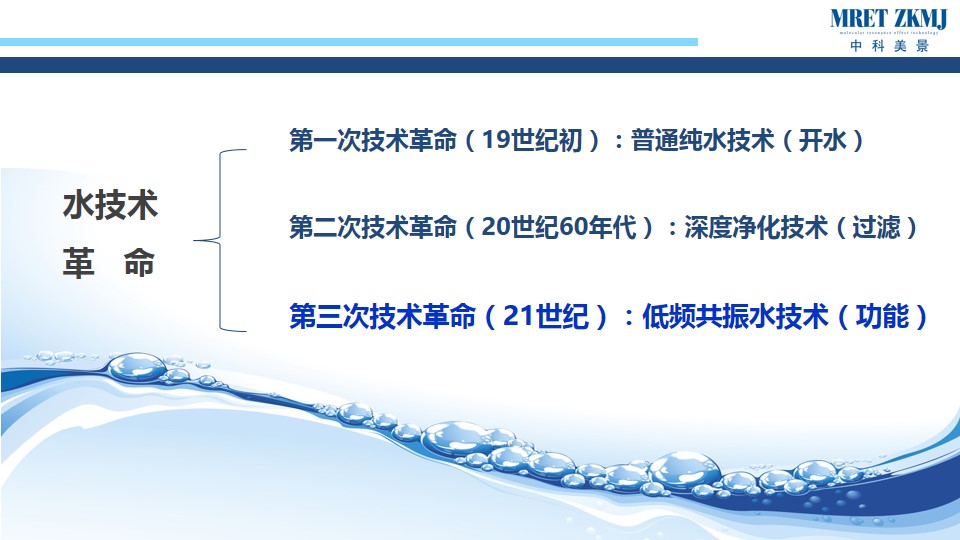 MRET ZKMJ
molecular resonance effect technology
中科美景
第一次技术革命（19世纪初）：普通纯水技术（开水）
水技术
革 命
第二次技术革命（20世纪60年代）：深度净化技术（过滤）
第三次技术革命（21世纪）：低频共振水技术（功能）